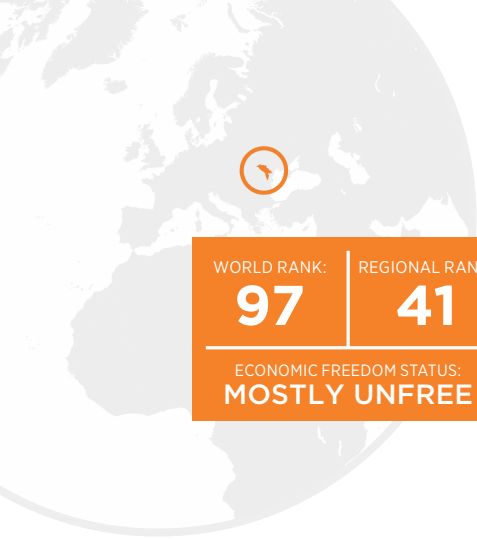 WORLD RANK:
97
REGIONAL RAN
41
ECONOMIC FREEDOM STATUS:
MOSTLY UNFREE